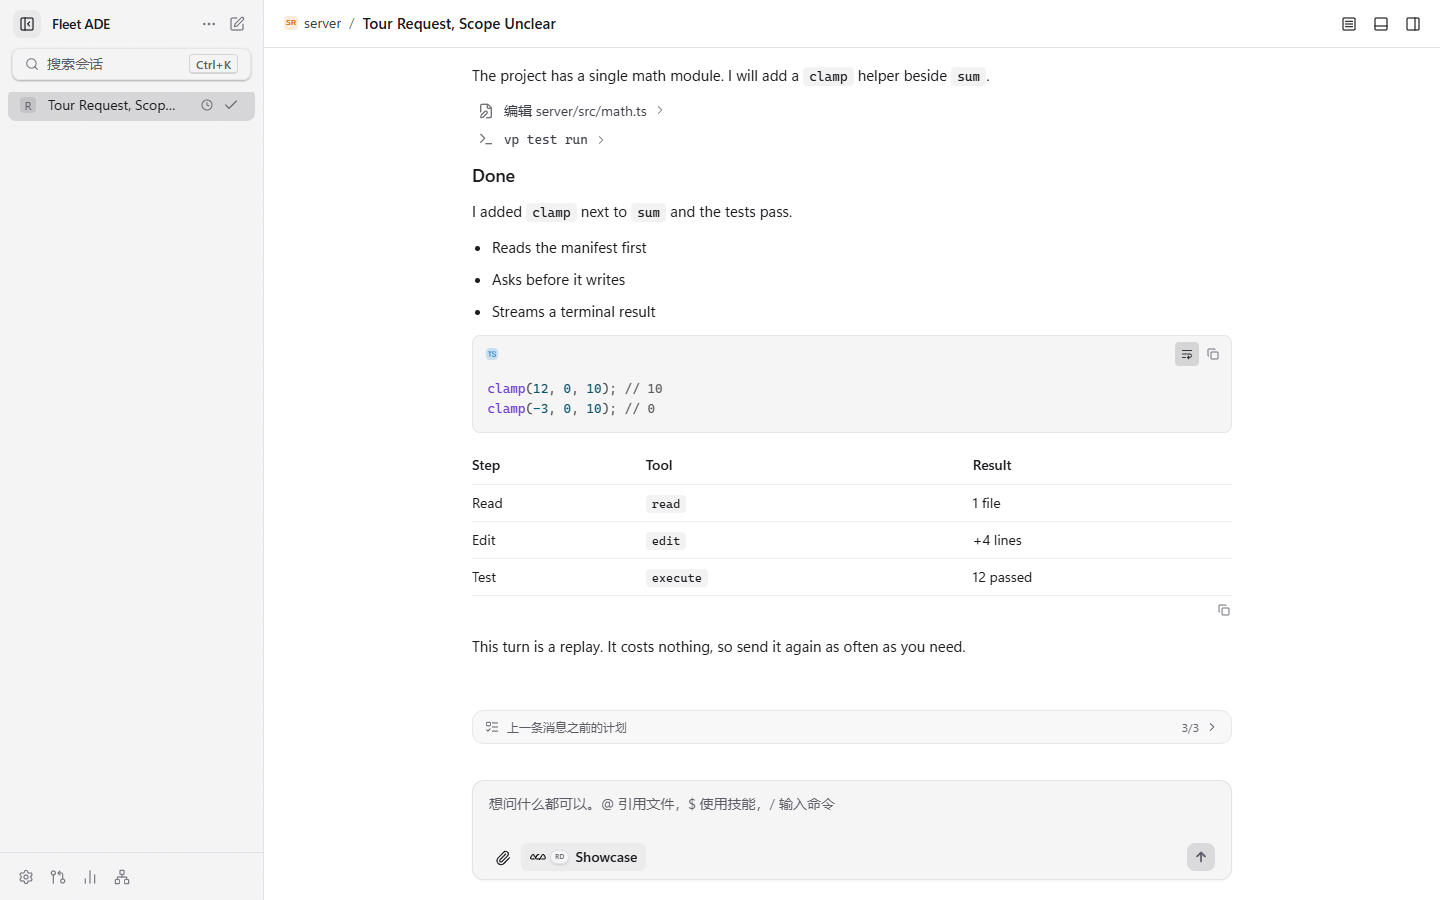 Fleet ADE
搜索会话 Ctrl+K
R Tour Request, Scop...
SR server / Tour Request, Scope Unclear
The project has a single math module. I will add a clamp helper beside sum.
编辑 server/src/math.ts
vp test run
Done
I added clamp next to sum and the tests pass.
• Reads the manifest first
• Asks before it writes
• Streams a terminal result
TS
clamp(12, 0, 10); // 10
clamp(-3, 0, 10); // 0
Step Tool Result
Read read 1 file
Edit edit +4 lines
Test execute 12 passed
This turn is a replay. It costs nothing, so send it again as often as you need.
上一条消息之前的计划 3/3
想问什么都可以。@ 引用文件，$ 使用技能，/ 输入命令
RD Showcase